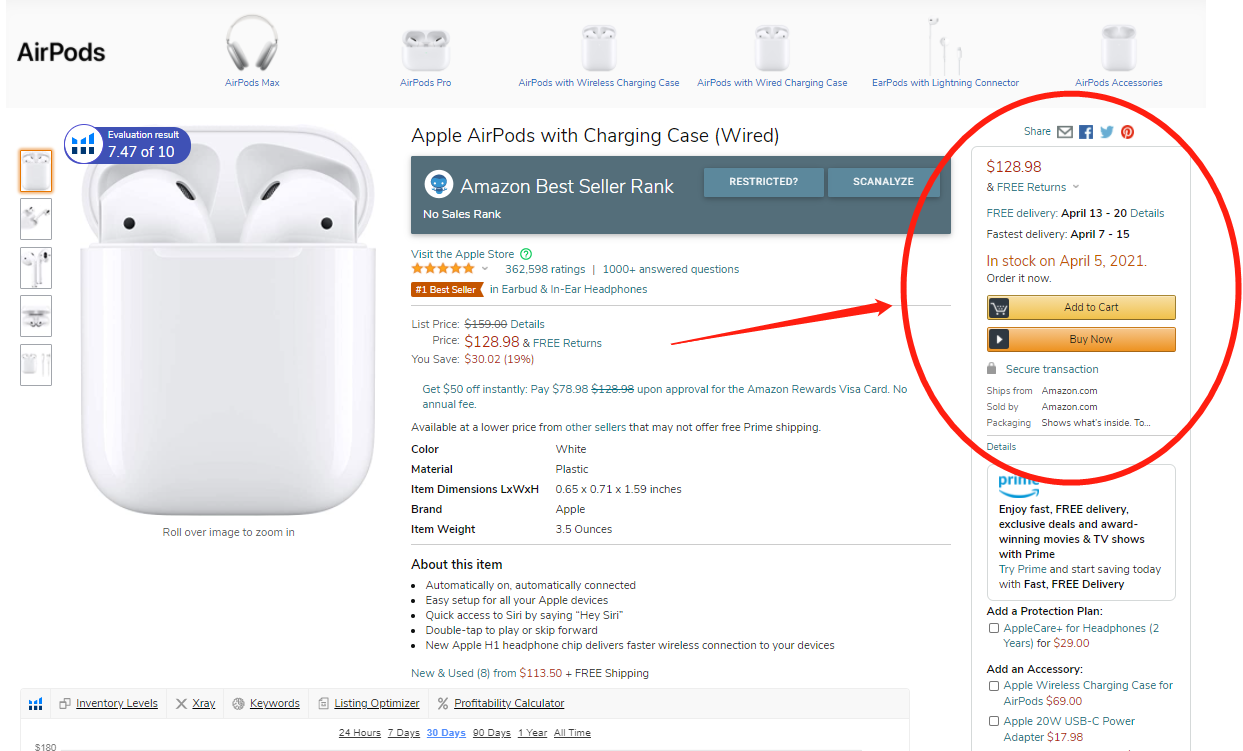 AirPods
AirPods Max
AirPods Pro
AirPods with Wireless Charging Case
AirPods with Wired Charging Case
EarPods with Lightning Connector
AirPods Accessories
Evaluation result
7.47 of 10
Roll over image to zoom in
Apple AirPods with Charging Case (Wired)
Amazon Best Seller Rank
RESTRICTED?
SCANALYZE
No Sales Rank
Visit the Apple Store ?
362,598 ratings | 1000+ answered questions
#1 Best Seller in Earbud & In-Ear Headphones
List Price: $159.00 Details
Price: $128.98 & FREE Returns
You Save: $30.02 (19%)
Get $50 off instantly: Pay $78.98 $128.98 upon approval for the Amazon Rewards Visa Card. No
annual fee.
Available at a lower price from other sellers that may not offer free Prime shipping.
Color White
Material Plastic
Item Dimensions LxWxH 0.65 x 0.71 x 1.59 inches
Brand Apple
Item Weight 3.5 Ounces
About this item
Automatically on, automatically connected
Easy setup for all your Apple devices
Quick access to Siri by saying “Hey Siri”
Double-tap to play or skip forward
New Apple H1 headphone chip delivers faster wireless connection to your devices
New & Used (8) from $113.50 + FREE Shipping
Share
$128.98
& FREE Returns
FREE delivery: April 13 - 20 Details
Fastest delivery: April 7 - 15
In stock on April 5, 2021.
Order it now.
Add to Cart
Buy Now
Secure transaction
Ships from Amazon.com
Sold by Amazon.com
Packaging Shows what's inside. To...
Details
prime
Enjoy fast, FREE delivery,
exclusive deals and award-
winning movies & TV shows
with Prime
Try Prime and start saving today
with Fast, FREE Delivery
Add a Protection Plan:
AppleCare+ for Headphones (2
Years) for $29.00
Add an Accessory:
Apple Wireless Charging Case for
AirPods $69.00
Apple 20W USB-C Power
Adapter $17.98
Inventory Levels
Xray
Keywords
Listing Optimizer
Profitability Calculator
24 Hours 7 Days 30 Days 90 Days 1 Year All Time
$180